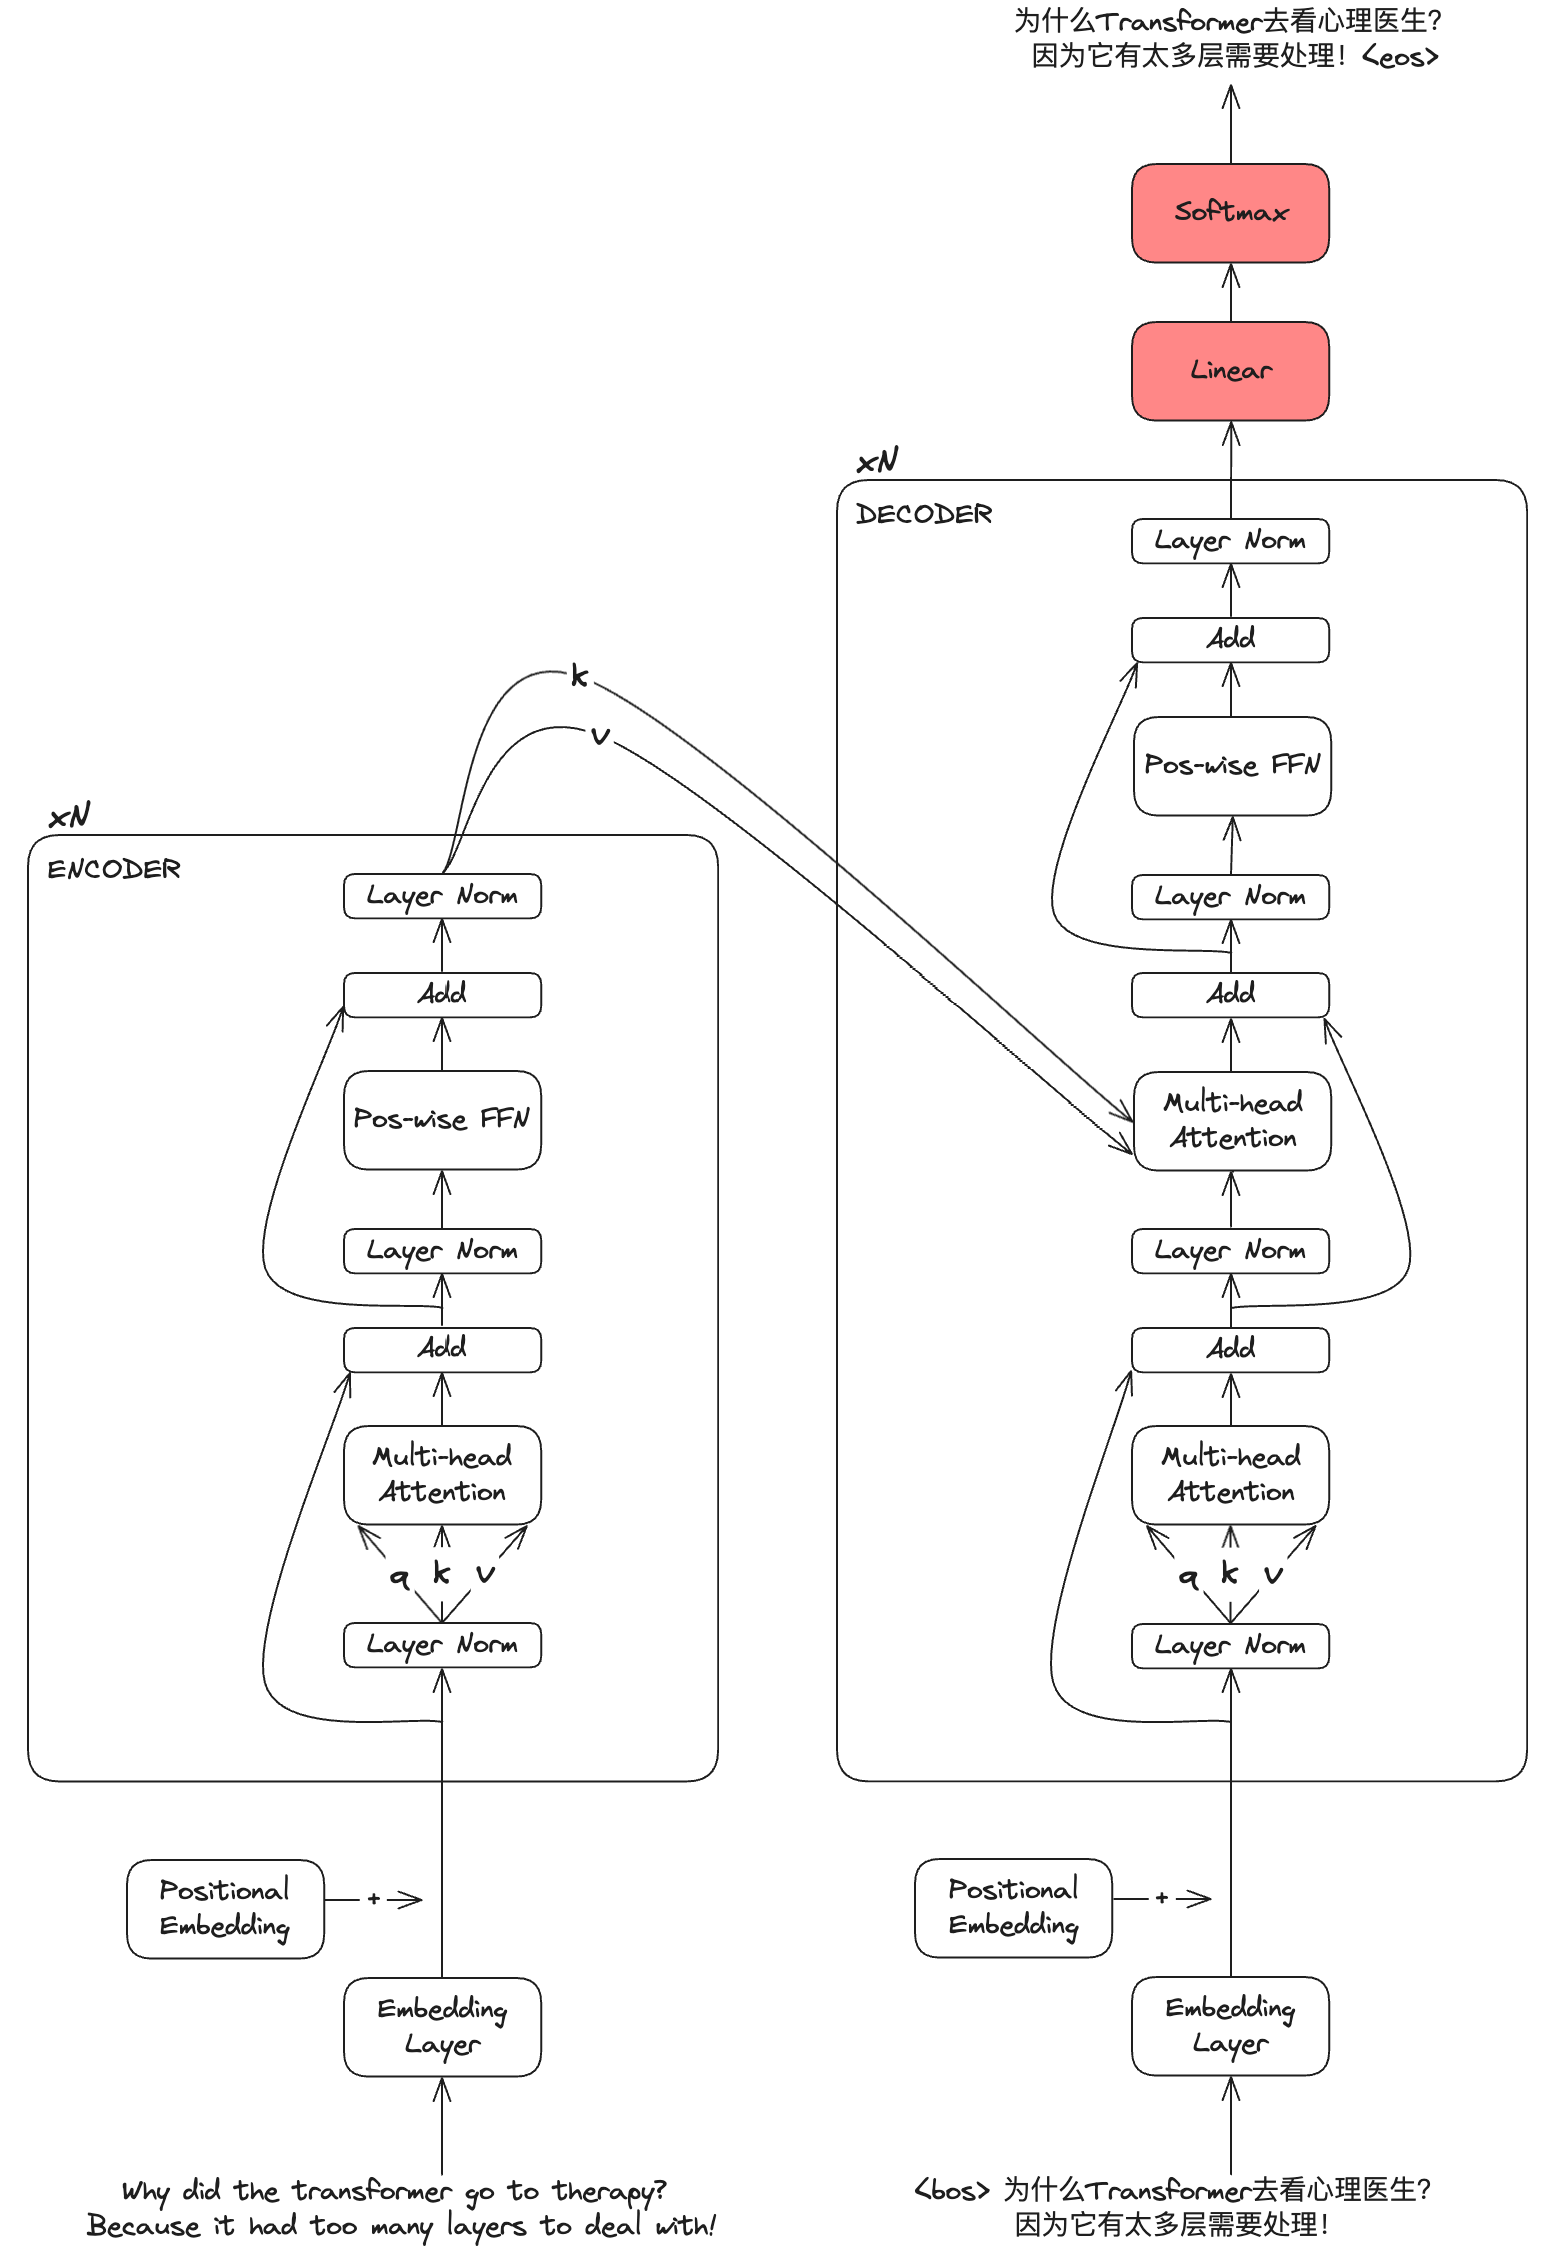 为什么Transformer去看心理医生?
因为它有太多层需要处理! <eos>
Softmax
Linear
xN
DECODER
Layer Norm
Add
Pos-wise FFN
Layer Norm
Add
Multi-head
Attention
Layer Norm
Add
Multi-head
Attention
q k v
Layer Norm
Positional
Embedding
+
Embedding
Layer
<bos> 为什么Transformer去看心理医生?
因为它有太多层需要处理!
k
v
xN
ENCODER
Layer Norm
Add
Pos-wise FFN
Layer Norm
Add
Multi-head
Attention
q k v
Layer Norm
Positional
Embedding
+
Embedding
Layer
Why did the transformer go to therapy?
Because it had too many layers to deal with!